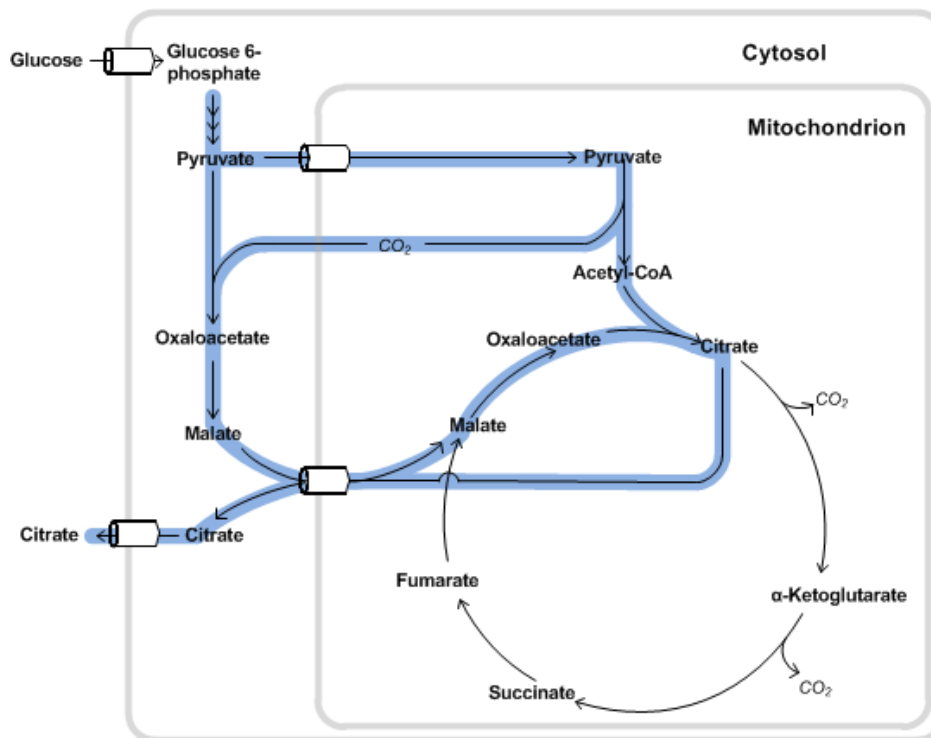 Cytosol
Glucose
Glucose 6-
phosphate
Mitochondrion
Pyruvate
Pyruvate
CO2
Acetyl-CoA
Oxaloacetate
Oxaloacetate
Citrate
CO2
Malate
Malate
Citrate
Citrate
Fumarate
α-Ketoglutarate
Succinate
CO2